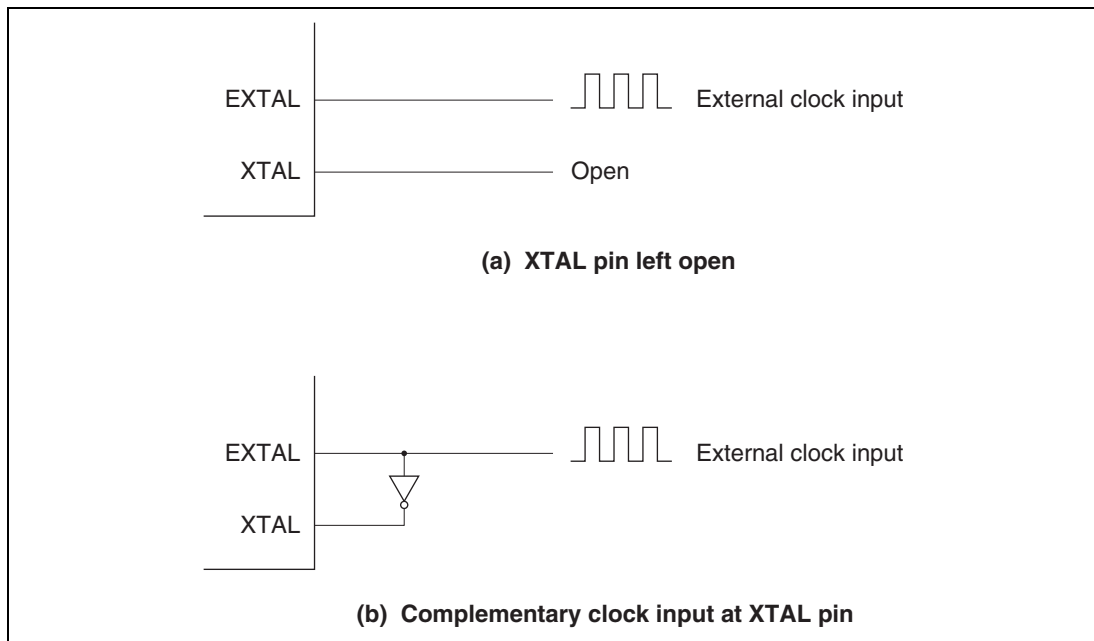 EXTAL External clock input
XTAL Open
(a) XTAL pin left open
EXTAL External clock input
XTAL
(b) Complementary clock input at XTAL pin